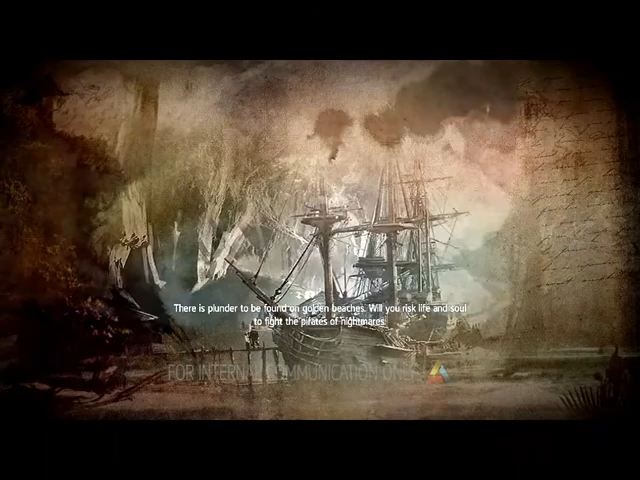 There is plunder to be found on golden beaches. Will you risk life and soul
to fight the pirates of nightmares.
FOR INTERNAL COMMUNICATION ONLY